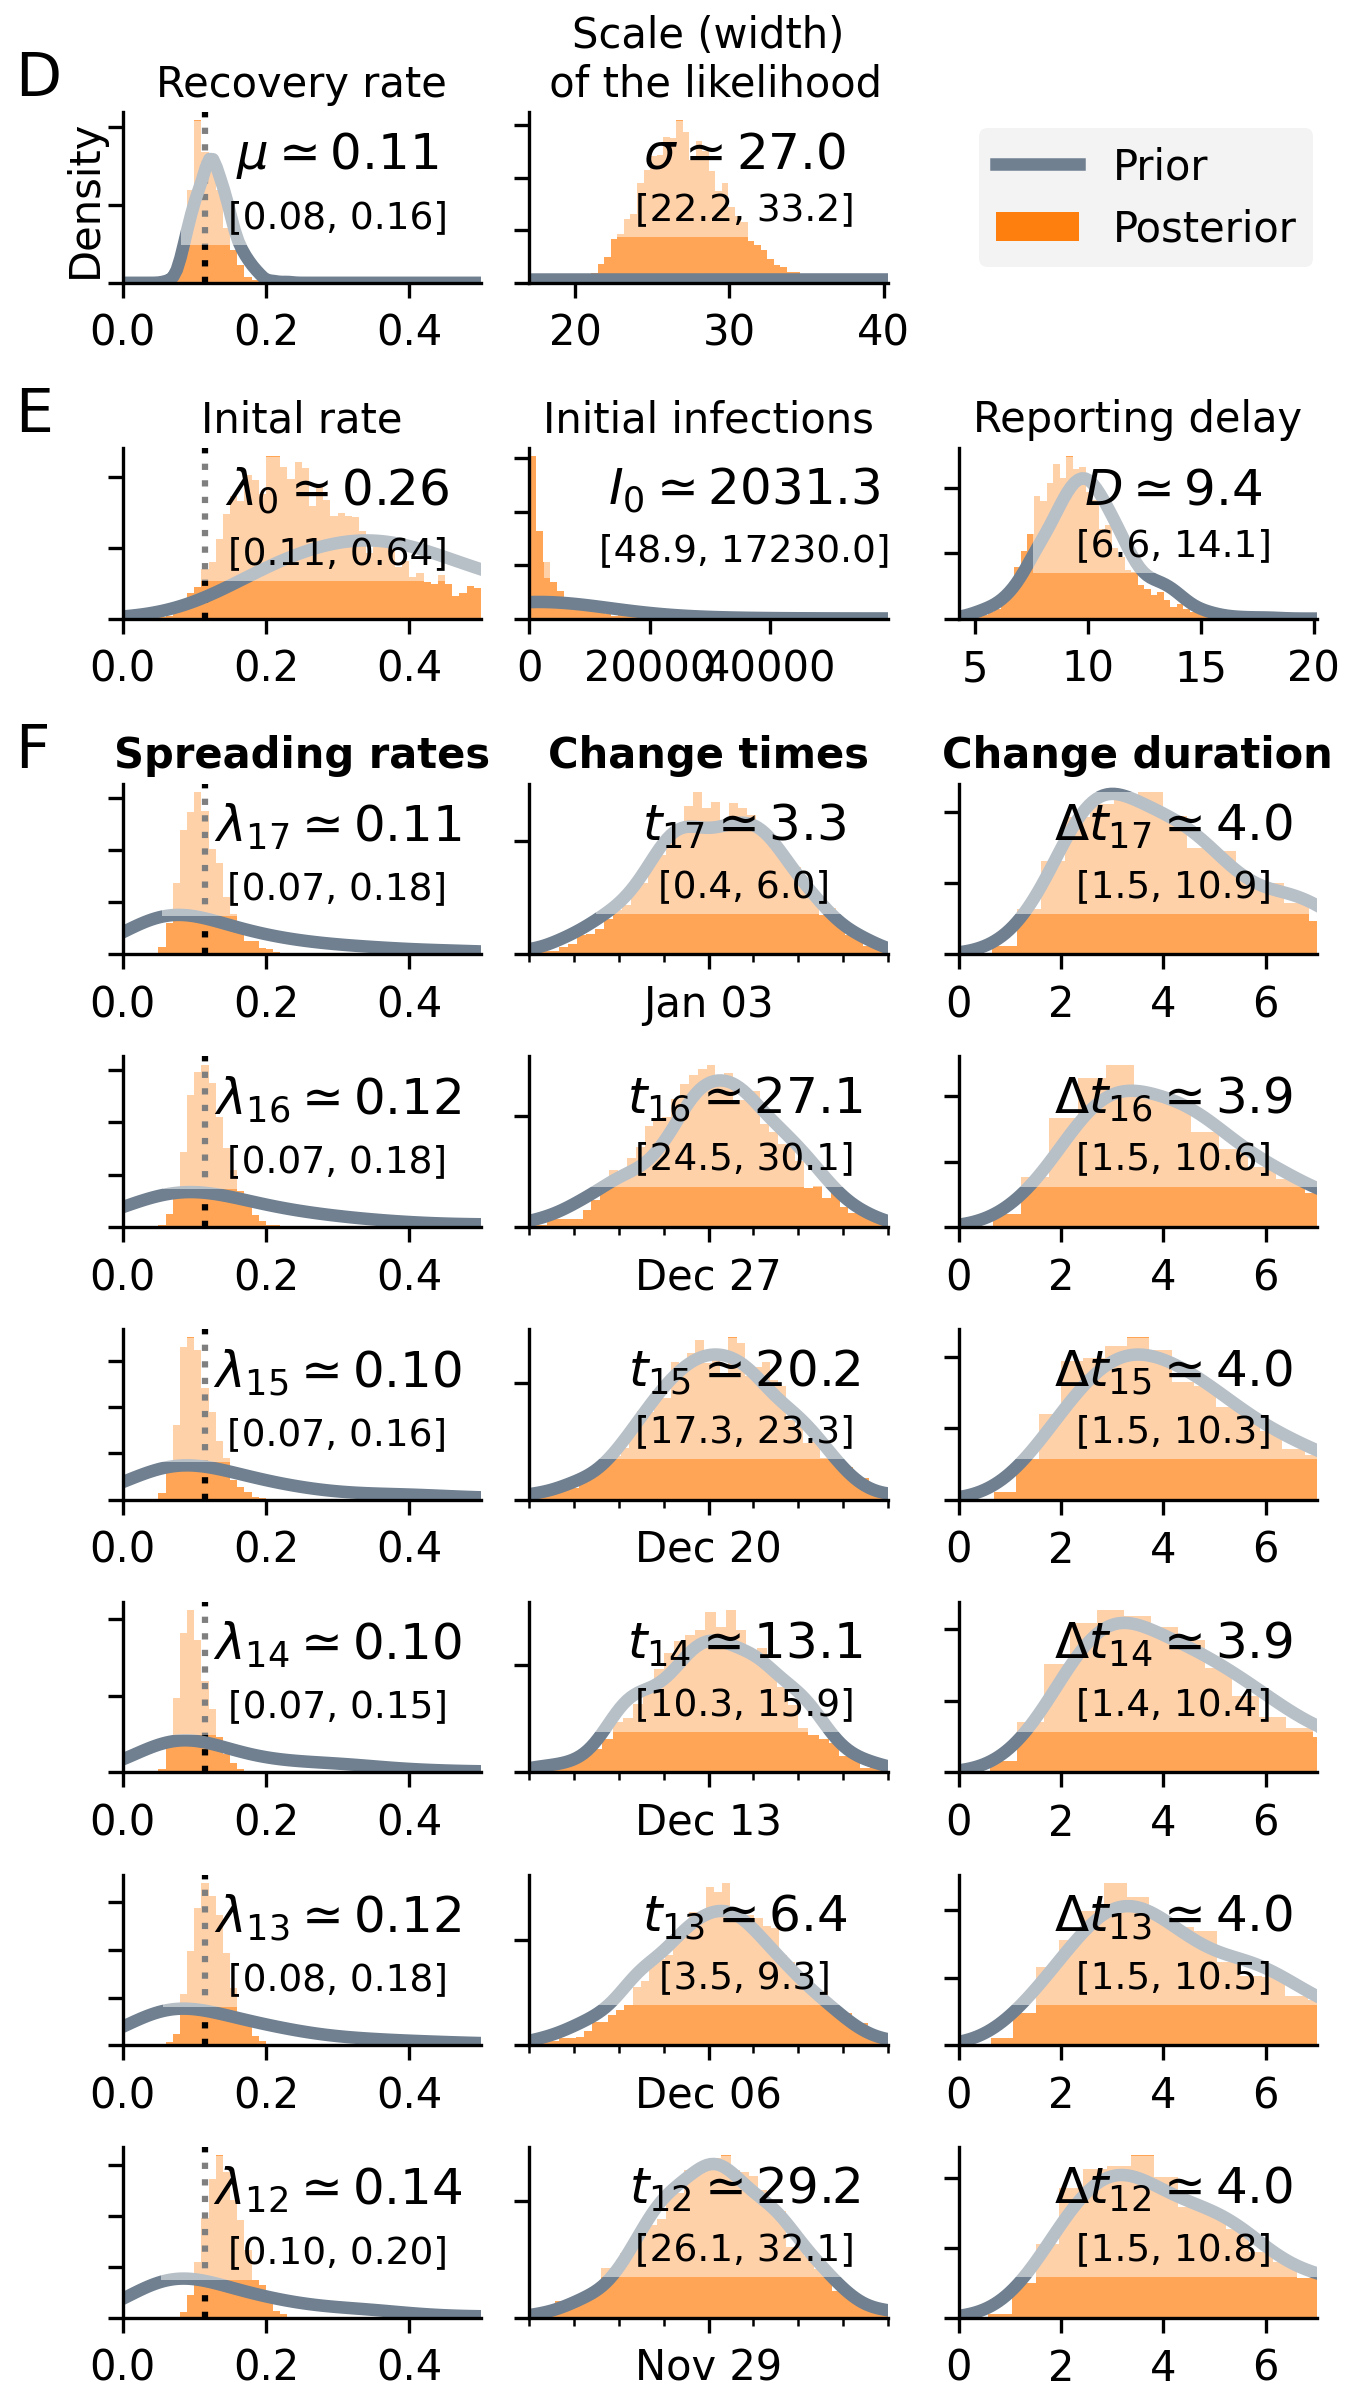 D
Recovery rate
Scale (width)
of the likelihood
Density
μ ≃ 0.11
[0.08, 0.16]
0.0 0.2 0.4
σ ≃ 27.0
[22.2, 33.2]
20 30 40
Prior
Posterior
E
Inital rate
λ0 ≃ 0.26
[0.11, 0.64]
0.0 0.2 0.4
Initial infections
I0 ≃ 2031.3
[48.9, 17230.0]
0 20000 40000
Reporting delay
D ≃ 9.4
[6.6, 14.1]
5 10 15 20
F
Spreading rates
Change times
Change duration
λ17 ≃ 0.11
[0.07, 0.18]
0.0 0.2 0.4
t17 ≃ 3.3
[0.4, 6.0]
Jan 03
Δt17 ≃ 4.0
[1.5, 10.9]
0 2 4 6
λ16 ≃ 0.12
[0.07, 0.18]
0.0 0.2 0.4
t16 ≃ 27.1
[24.5, 30.1]
Dec 27
Δt16 ≃ 3.9
[1.5, 10.6]
0 2 4 6
λ15 ≃ 0.10
[0.07, 0.16]
0.0 0.2 0.4
t15 ≃ 20.2
[17.3, 23.3]
Dec 20
Δt15 ≃ 4.0
[1.5, 10.3]
0 2 4 6
λ14 ≃ 0.10
[0.07, 0.15]
0.0 0.2 0.4
t14 ≃ 13.1
[10.3, 15.9]
Dec 13
Δt14 ≃ 3.9
[1.4, 10.4]
0 2 4 6
λ13 ≃ 0.12
[0.08, 0.18]
0.0 0.2 0.4
t13 ≃ 6.4
[3.5, 9.3]
Dec 06
Δt13 ≃ 4.0
[1.5, 10.5]
0 2 4 6
λ12 ≃ 0.14
[0.10, 0.20]
0.0 0.2 0.4
t12 ≃ 29.2
[26.1, 32.1]
Nov 29
Δt12 ≃ 4.0
[1.5, 10.8]
0 2 4 6